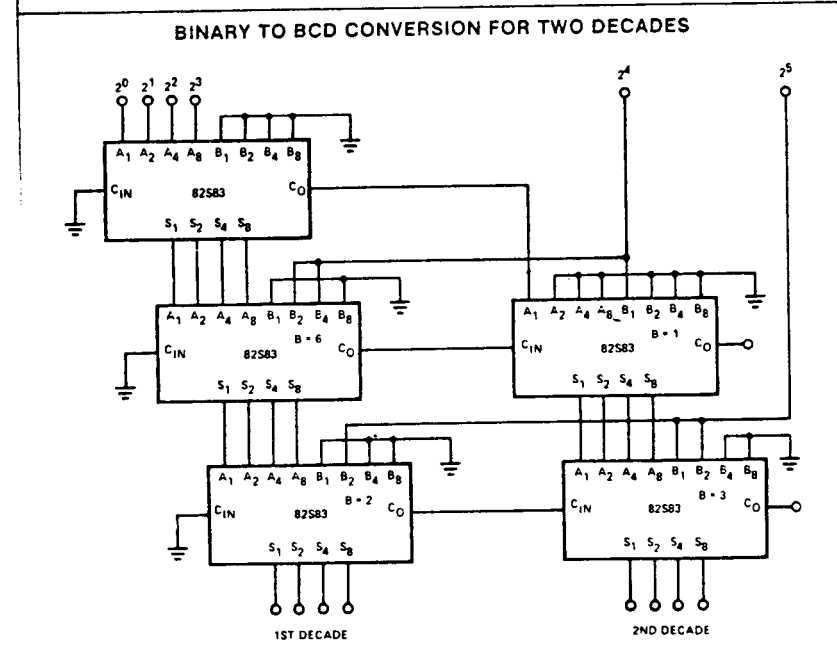 BINARY TO BCD CONVERSION FOR TWO DECADES
2⁰ 2¹ 2² 2³ 2⁴ 2⁵
A₁ A₂ A₄ A₈ B₁ B₂ B₄ B₈
C_IN 82S83 C_O
S₁ S₂ S₄ S₈
A₁ A₂ A₄ A₈ B₁ B₂ B₄ B₈
B = 6
C_IN 82S83 C_O
S₁ S₂ S₄ S₈
A₁ A₂ A₄ A₈ B₁ B₂ B₄ B₈
B = 1
C_IN 82S83 C_O
S₁ S₂ S₄ S₈
A₁ A₂ A₄ A₈ B₁ B₂ B₄ B₈
B = 2
C_IN 82S83 C_O
S₁ S₂ S₄ S₈
1ST DECADE
A₁ A₂ A₄ A₈ B₁ B₂ B₄ B₈
B = 3
C_IN 82S83 C_O
S₁ S₂ S₄ S₈
2ND DECADE